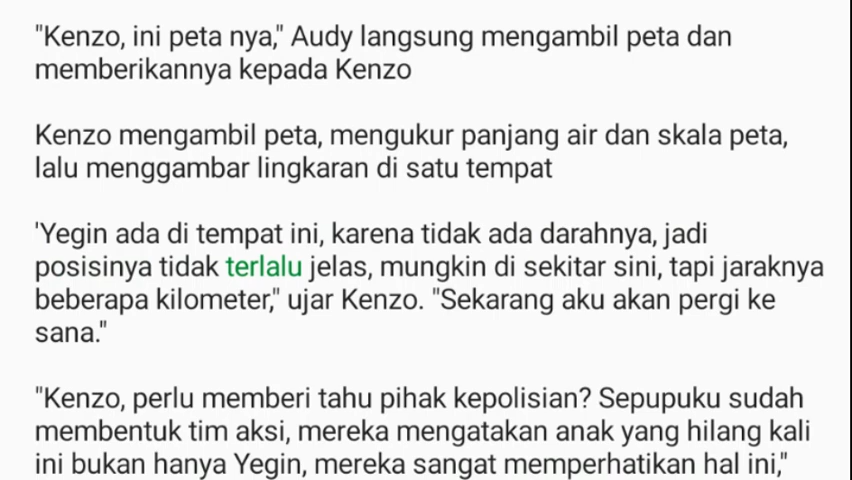 "Kenzo, ini peta nya," Audy langsung mengambil peta dan
memberikannya kepada Kenzo
Kenzo mengambil peta, mengukur panjang air dan skala peta,
lalu menggambar lingkaran di satu tempat
'Yegin ada di tempat ini, karena tidak ada darahnya, jadi
posisinya tidak terlalu jelas, mungkin di sekitar sini, tapi jaraknya
beberapa kilometer," ujar Kenzo. "Sekarang aku akan pergi ke
sana."
"Kenzo, perlu memberi tahu pihak kepolisian? Sepupuku sudah
membentuk tim aksi, mereka mengatakan anak yang hilang kali
ini bukan hanya Yegin, mereka sangat memperhatikan hal ini,"